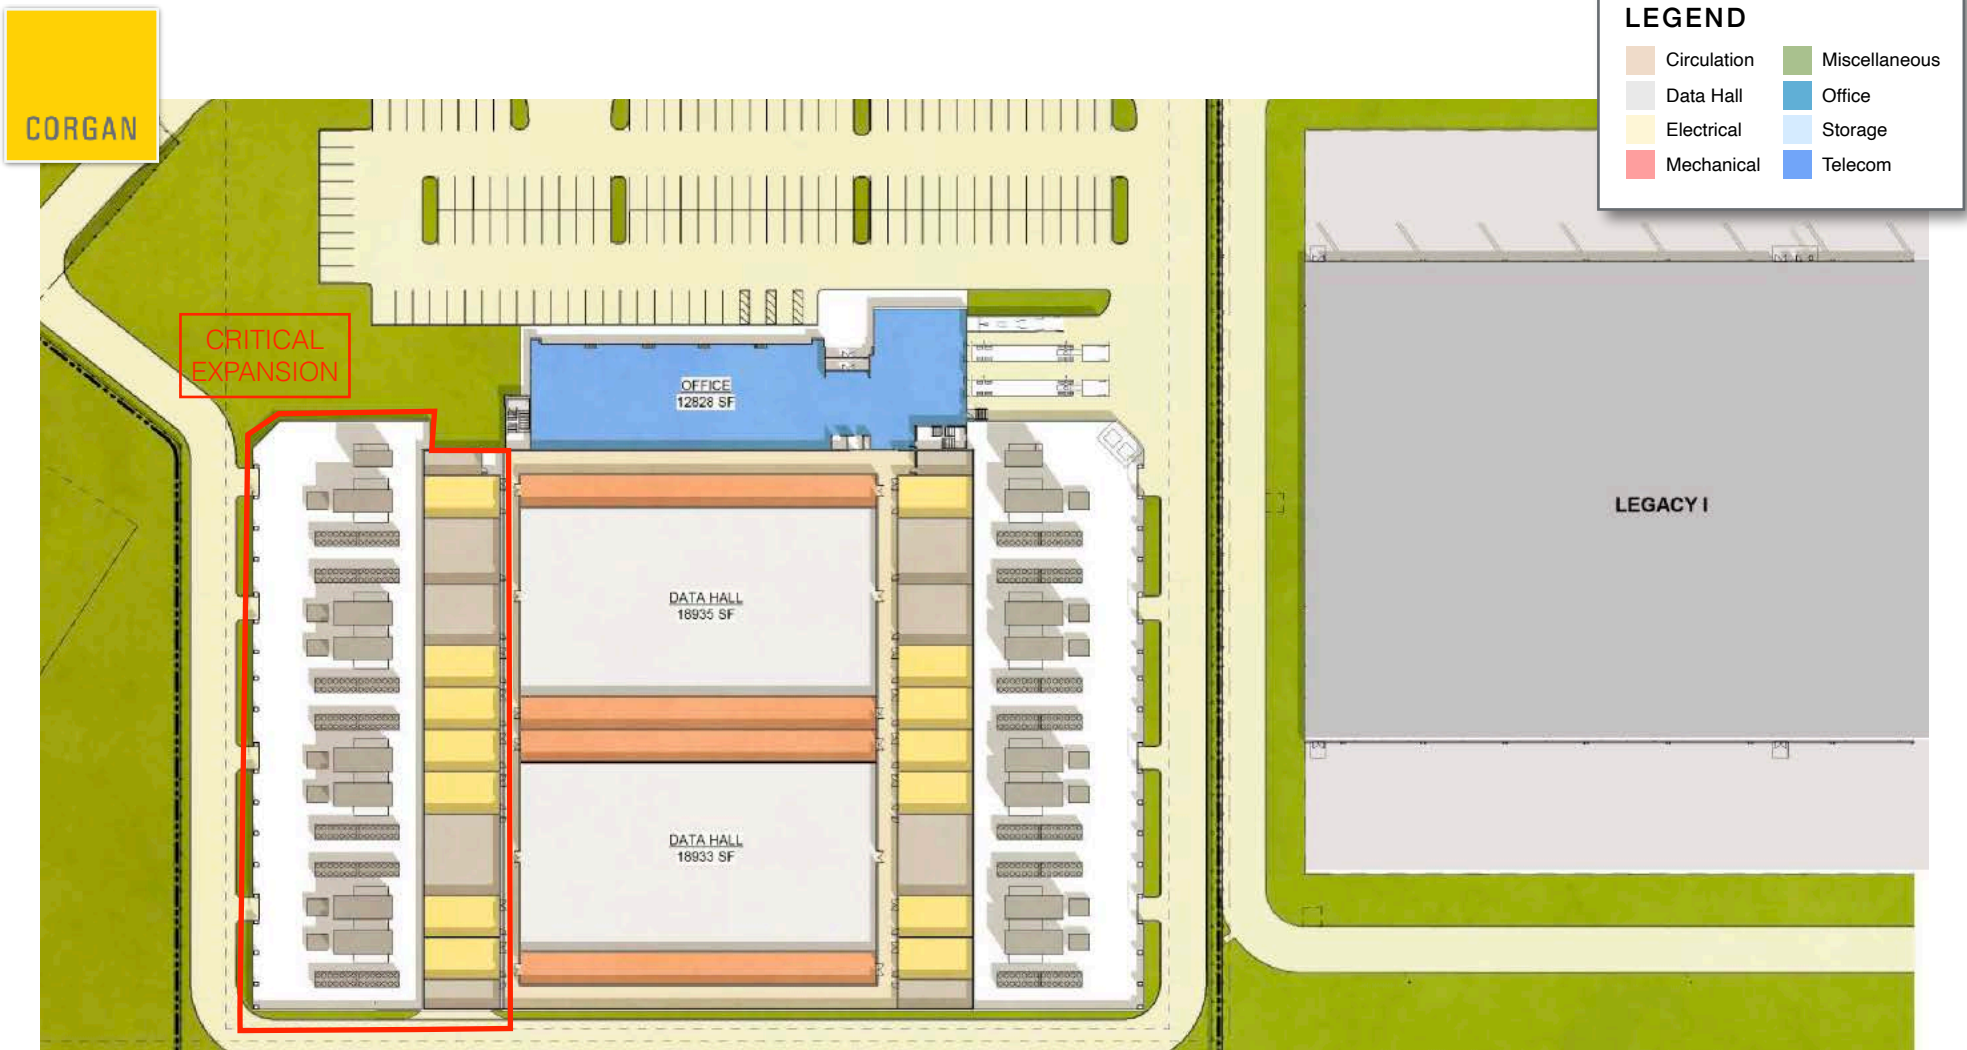 CORGAN
LEGEND
Circulation
Miscellaneous
Data Hall
Office
Electrical
Storage
Mechanical
Telecom
CRITICAL
EXPANSION
OFFICE
12828 SF
LEGACY I
DATA HALL
18935 SF
DATA HALL
18933 SF